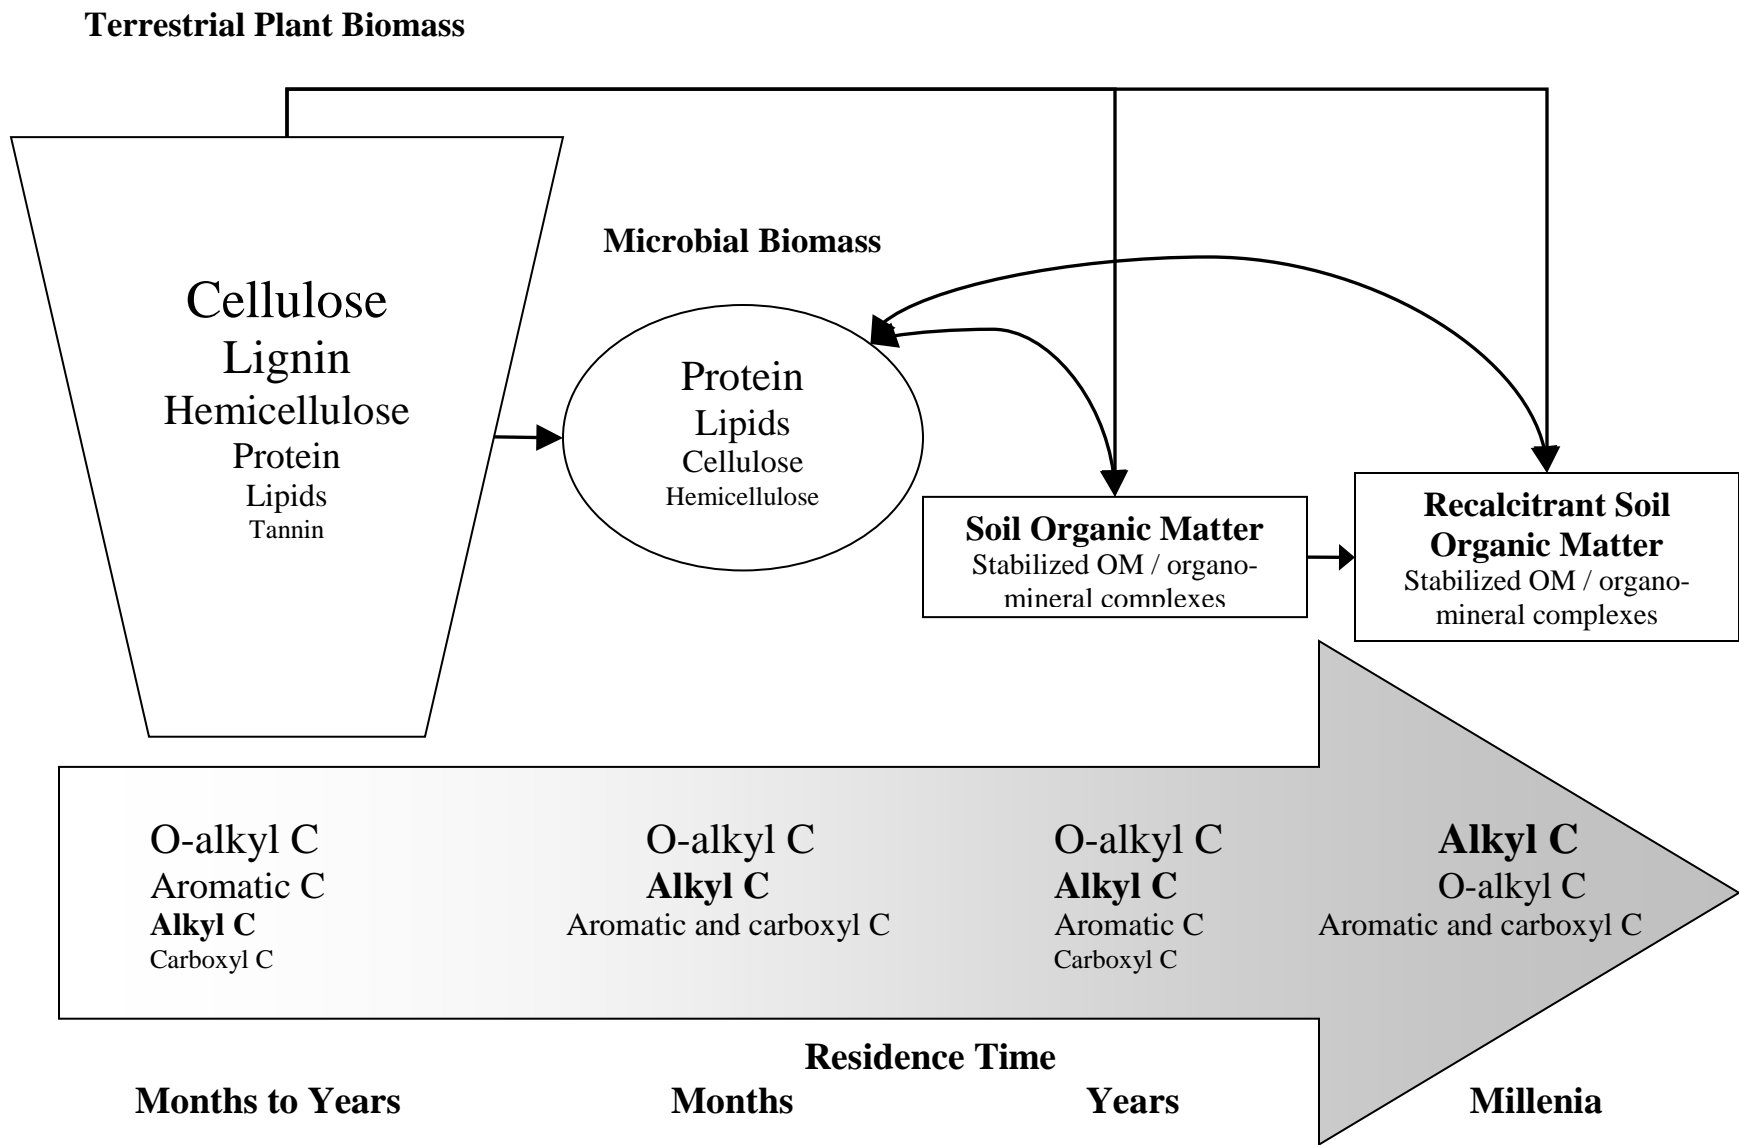 Terrestrial Plant Biomass
Microbial Biomass
Cellulose
Lignin
Hemicellulose
Protein
Lipids
Tannin
Protein
Lipids
Cellulose
Hemicellulose
Soil Organic Matter
Stabilized OM / organo-
mineral complexes
Recalcitrant Soil
Organic Matter
Stabilized OM / organo-
mineral complexes
O-alkyl C
Aromatic C
Alkyl C
Carboxyl C
O-alkyl C
Alkyl C
Aromatic and carboxyl C
O-alkyl C
Alkyl C
Aromatic C
Carboxyl C
Alkyl C
O-alkyl C
Aromatic and carboxyl C
Residence Time
Months to Years
Months
Years
Millenia